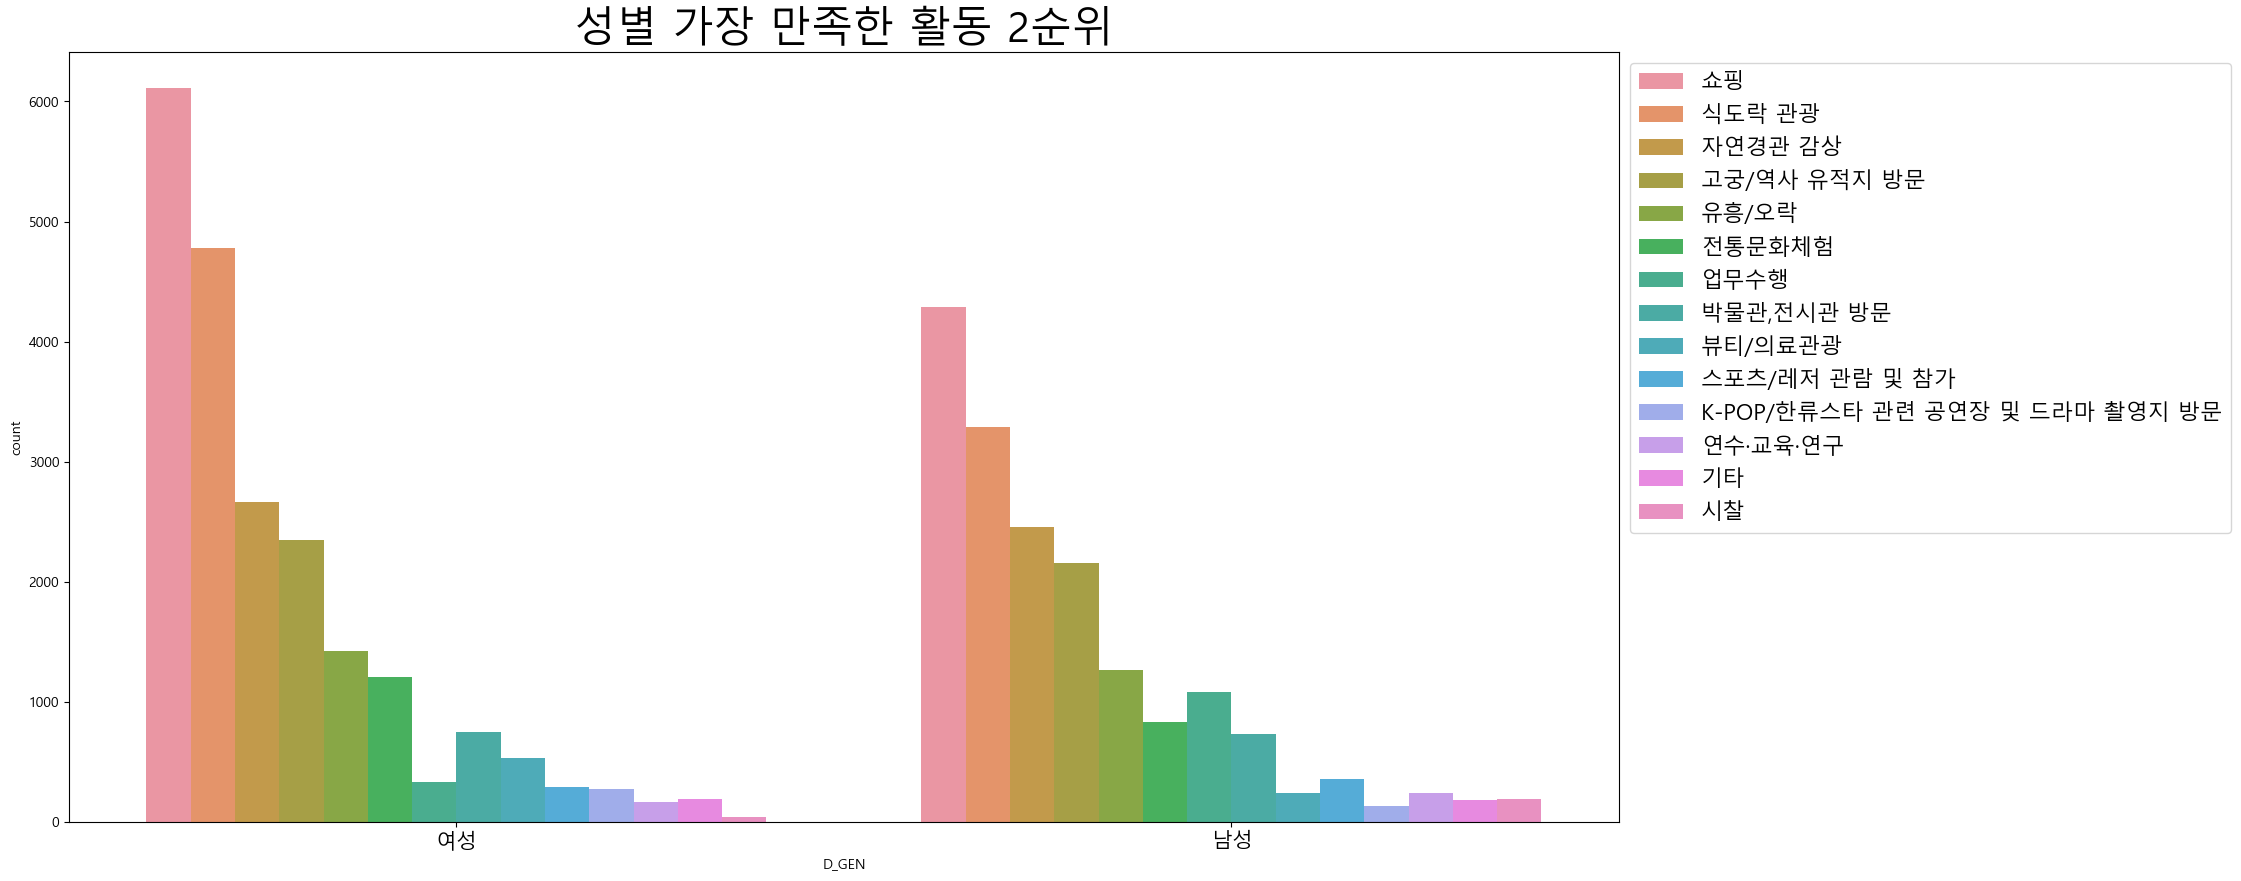 성별 가장 만족한 활동 2순위
6000
5000
4000
3000
2000
1000
0
count
여성
남성
D_GEN
쇼핑
식도락 관광
자연경관 감상
고궁/역사 유적지 방문
유흥/오락
전통문화체험
업무수행
박물관,전시관 방문
뷰티/의료관광
스포츠/레저 관람 및 참가
K-POP/한류스타 관련 공연장 및 드라마 촬영지 방문
연수·교육·연구
기타
시찰